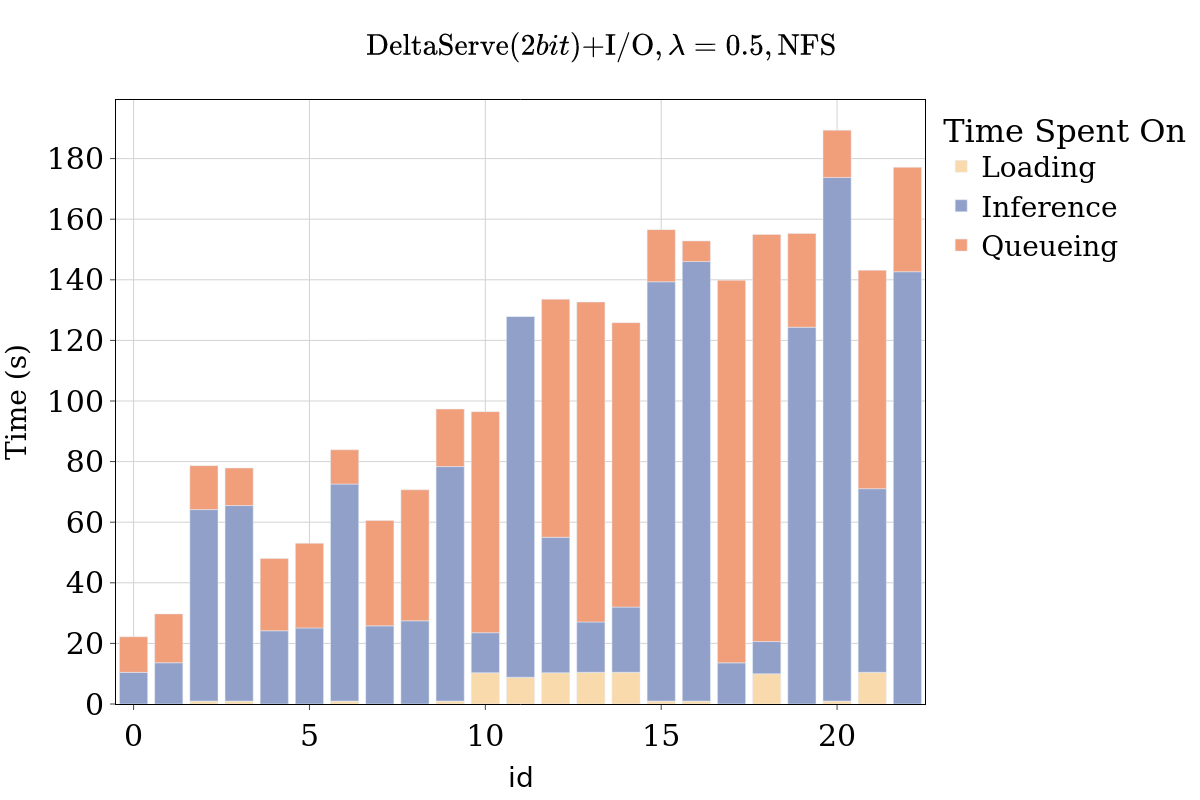 DeltaServe(2bit)+I/O, λ = 0.5, NFS
Time Spent On
Loading
Inference
Queueing
Time (s)
180
160
140
120
100
80
60
40
20
0
0 5 10 15 20
id